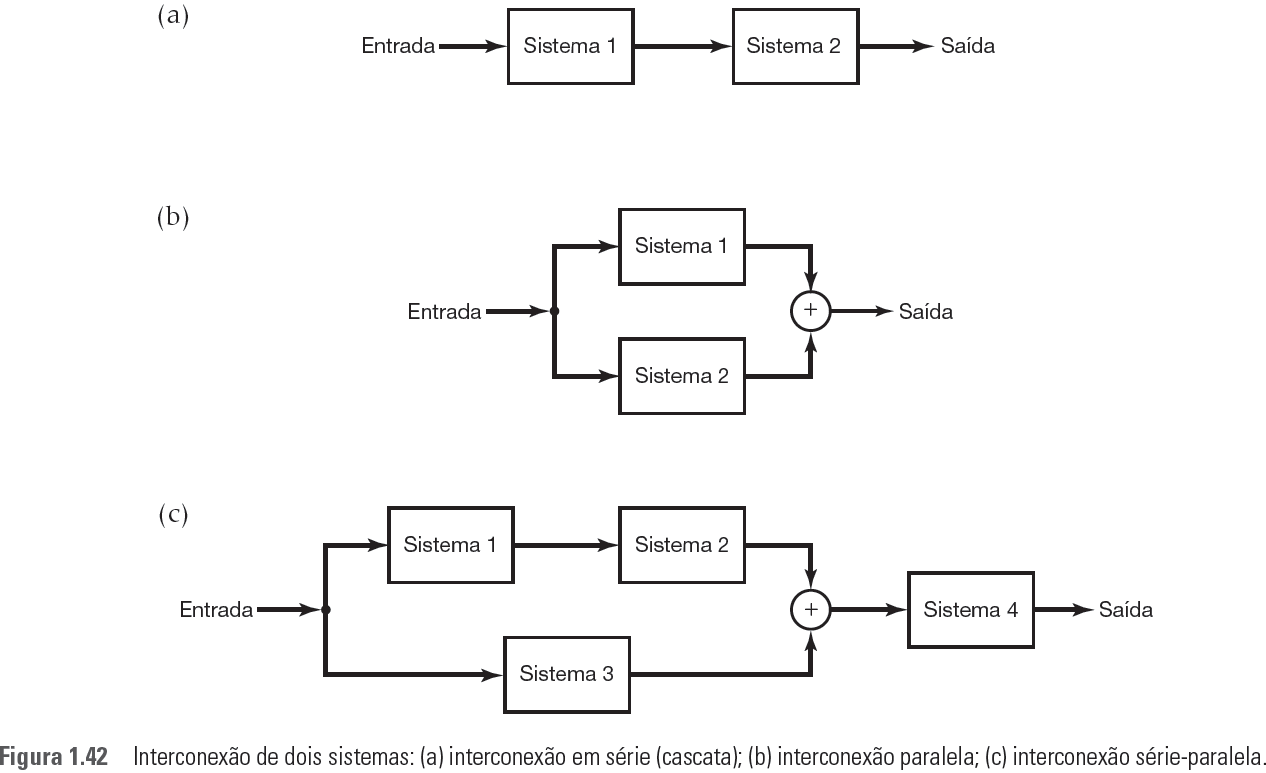 (a)
Entrada Sistema 1 Sistema 2 Saída
(b)
Sistema 1
Entrada + Saída
Sistema 2
(c)
Sistema 1 Sistema 2
Entrada + Sistema 4 Saída
Sistema 3
Figura 1.42 Interconexão de dois sistemas: (a) interconexão em série (cascata); (b) interconexão paralela; (c) interconexão série-paralela.